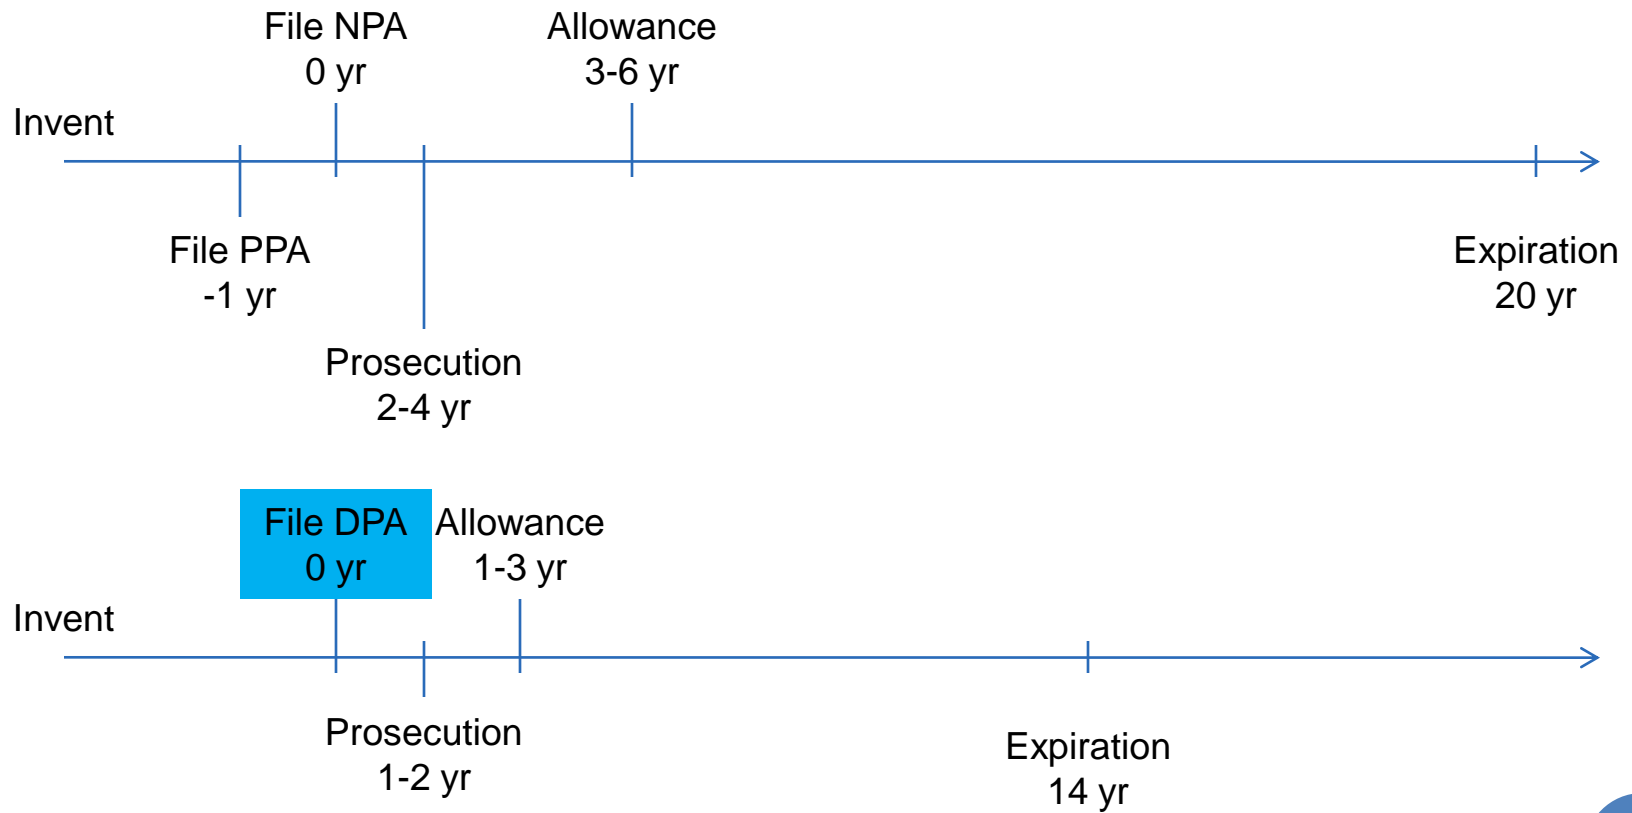 File NPA
0 yr
Allowance
3-6 yr
Invent
File PPA
-1 yr
Expiration
20 yr
Prosecution
2-4 yr
File DPA
0 yr
Allowance
1-3 yr
Invent
Prosecution
1-2 yr
Expiration
14 yr